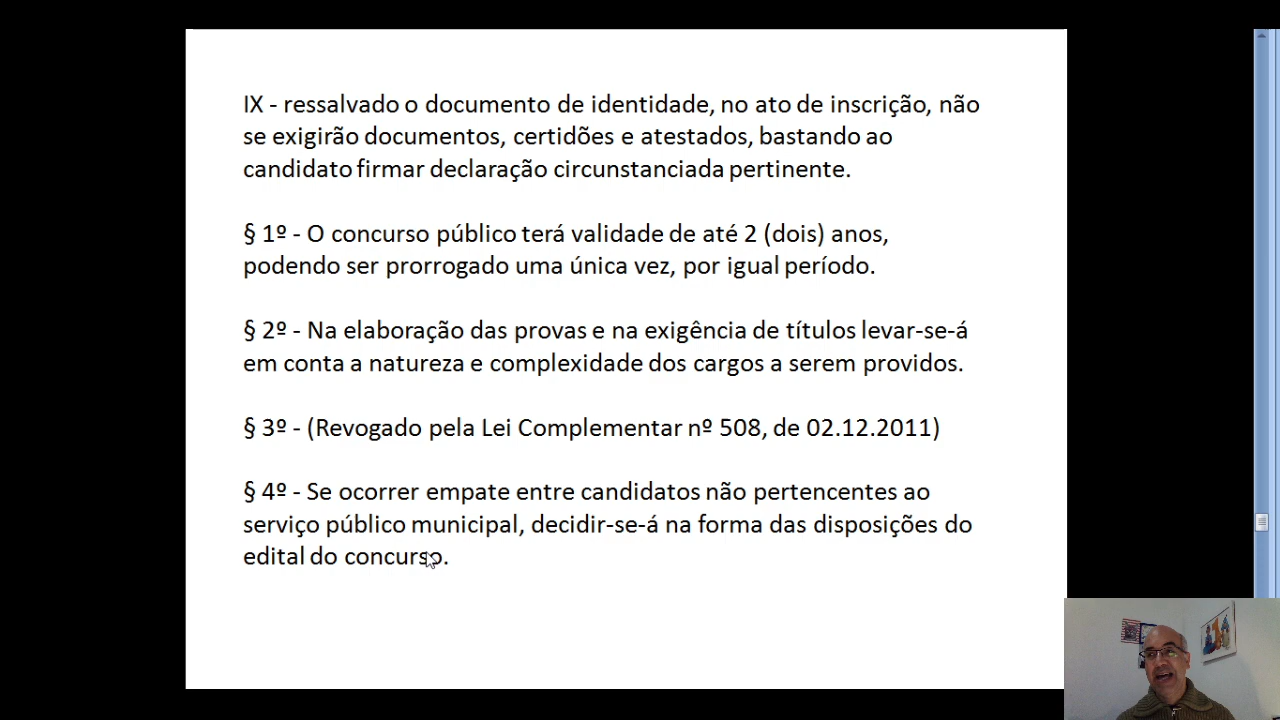 IX - ressalvado o documento de identidade, no ato de inscrição, não
se exigirão documentos, certidões e atestados, bastando ao
candidato firmar declaração circunstanciada pertinente.
§ 1º - O concurso público terá validade de até 2 (dois) anos,
podendo ser prorrogado uma única vez, por igual período.
§ 2º - Na elaboração das provas e na exigência de títulos levar-se-á
em conta a natureza e complexidade dos cargos a serem providos.
§ 3º - (Revogado pela Lei Complementar nº 508, de 02.12.2011)
§ 4º - Se ocorrer empate entre candidatos não pertencentes ao
serviço público municipal, decidir-se-á na forma das disposições do
edital do concurso.